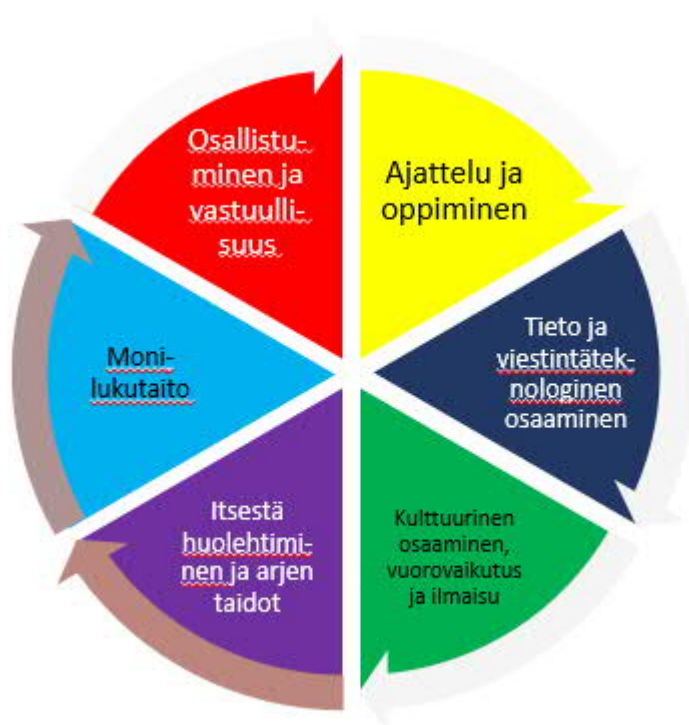 Osallistu-
minen ja
vastuulli-
suus
Ajattelu ja
oppiminen
Moni-
lukutaito
Tieto ja
viestintätek-
nologinen
osaaminen
Itsestä
huolehtimi-
nen ja arjen
taidot
Kulttuurinen
osaaminen,
vuorovaikutus
ja ilmaisu